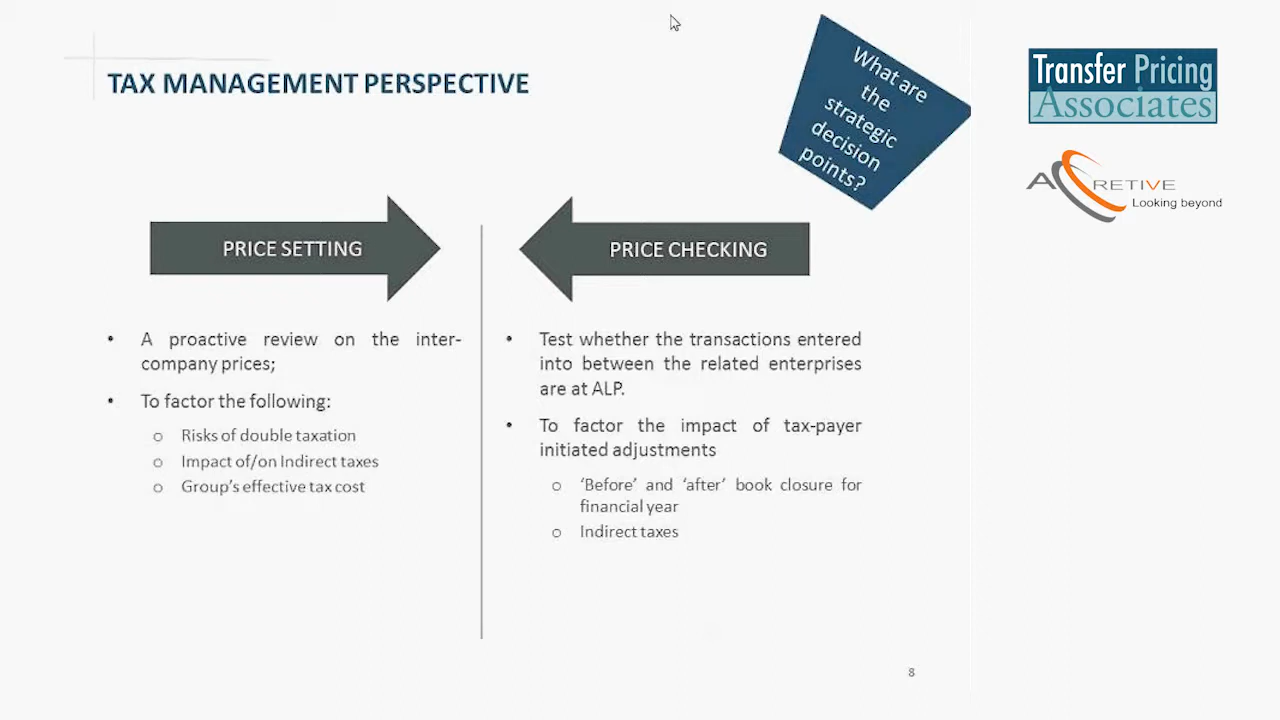 TAX MANAGEMENT PERSPECTIVE
What are
the
strategic
decision
points?
Transfer Pricing
Associates
ACCRETIVE
Looking beyond
PRICE SETTING
• A proactive review on the inter-
company prices;
• To factor the following:
o Risks of double taxation
o Impact of/on Indirect taxes
o Group's effective tax cost
PRICE CHECKING
• Test whether the transactions entered
into between the related enterprises
are at ALP.
• To factor the impact of tax-payer
initiated adjustments
o ‘Before’ and ‘after’ book closure for
financial year
o Indirect taxes
8